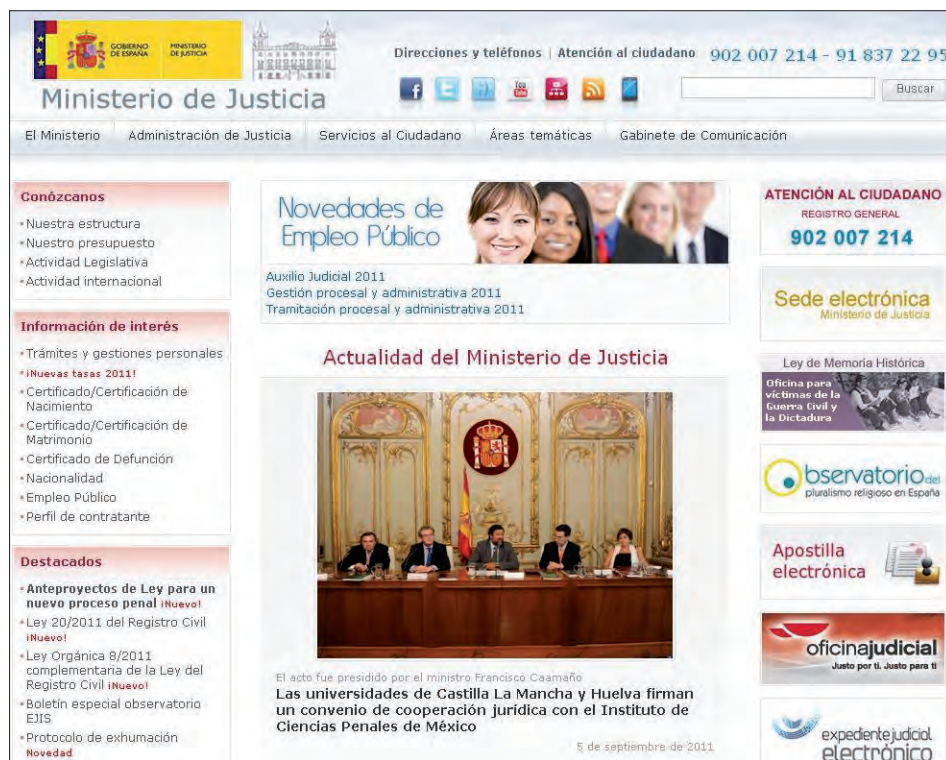 GOBIERNO
DE ESPAÑA
MINISTERIO
DE JUSTICIA
Ministerio de Justicia
Direcciones y teléfonos | Atención al ciudadano 902 007 214 - 91 837 22 95
You
Tube
Buscar
El Ministerio Administración de Justicia Servicios al Ciudadano Áreas temáticas Gabinete de Comunicación
Conózcanos
Nuestra estructura
Nuestro presupuesto
Actividad Legislativa
Actividad internacional
Información de interés
Trámites y gestiones personales
¡Nuevas tasas 2011!
Certificado/Certificación de
Nacimiento
Certificado/Certificación de
Matrimonio
Certificado de Defunción
Nacionalidad
Empleo Público
Perfil de contratante
Destacados
Anteproyectos de Ley para un
nuevo proceso penal ¡Nuevo!
Ley 20/2011 del Registro Civil
¡Nuevo!
Ley Orgánica 8/2011
complementaria de la Ley del
Registro Civil ¡Nuevo!
Boletín especial observatorio
EJIS
Protocolo de exhumación
Novedad
Novedades de
Empleo Público
Auxilio Judicial 2011
Gestión procesal y administrativa 2011
Tramitación procesal y administrativa 2011
Actualidad del Ministerio de Justicia
El acto fue presidido por el ministro Francisco Caamaño
Las universidades de Castilla La Mancha y Huelva firman
un convenio de cooperación jurídica con el Instituto de
Ciencias Penales de México
5 de septiembre de 2011
ATENCIÓN AL CIUDADANO
REGISTRO GENERAL
902 007 214
Sede electrónica
Ministerio de Justicia
Ley de Memoria Histórica
Oficina para
víctimas de la
Guerra Civil y
la Dictadura
Observatorio del
pluralismo religioso en España
Apostilla
electrónica
oficinajudicial
Justo por ti. Justo para ti
expedientejudicial
electrónico